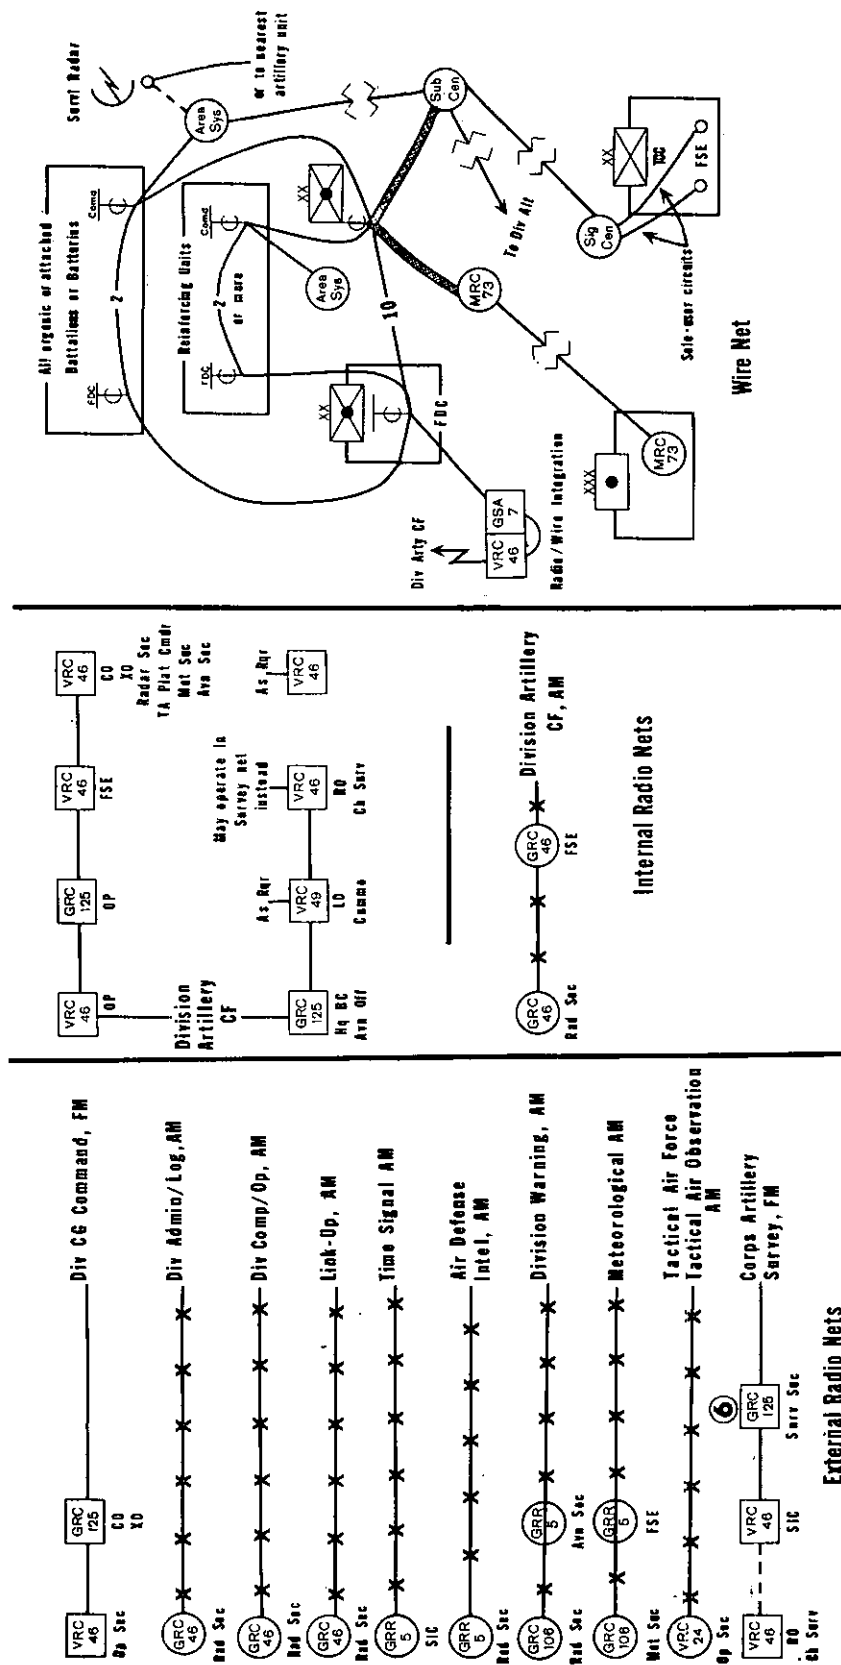 Div CG Command, FM
VRC
46
Op Sec
GRC
125
CO
XO
Div Admin/Log, AM
GRC
46
Rad Sec
Div Comp/Op, AM
GRC
46
Rad Sec
Link-Up, AM
GRC
46
Rad Sec
Time Signal AM
GRR
5
SIC
Air Defense
Intel, AM
GRR
5
Rad Sec
Division Warning, AM
GRC
106
Rad Sec
GRR
5
Avn Sec
Meteorological AM
GRC
106
Met Sec
GRR
5
FSE
Tactical Air Force
Tactical Air Observation
AM
VRC
24
Op Sec
Corps Artillery
Survey, FM
VRC
46
RO
Ch Surv
VRC
46
SIC
6
GRC
125
Surv Sec
External Radio Nets
VRC
46
OP
GRC
125
OP
VRC
46
FSE
VRC
46
CO
XO
Radar Sec
TA Plat Cmdr
Met Sec
Avn Sec
Division
Artillery
CF
GRC
125
Hq BC
Avn Off
As Rqr
VRC
49
LO
Commo
May operate in
Survey net
instead
VRC
46
RO
Ch Surv
As Rqr
VRC
46
Division Artillery
CF, AM
GRC
46
Rad Sec
GRC
46
FSE
Internal Radio Nets
All organic or attached
Battalions or Batteries
FDC
2
Comd
Survl Radar
or to nearest
artillery unit
Area
Sys
Reinforcing Units
FDC
2
or more
Comd
Area
Sys
XX
XX
FDC
10
Sub
Cen
MRC
73
To Div Alt
Div Arty CF
VRC
46
GSA
7
Radio/Wire Integration
XXX
MRC
73
Sig
Cen
XX
TOC
FSE
Sole-user circuits
Wire Net